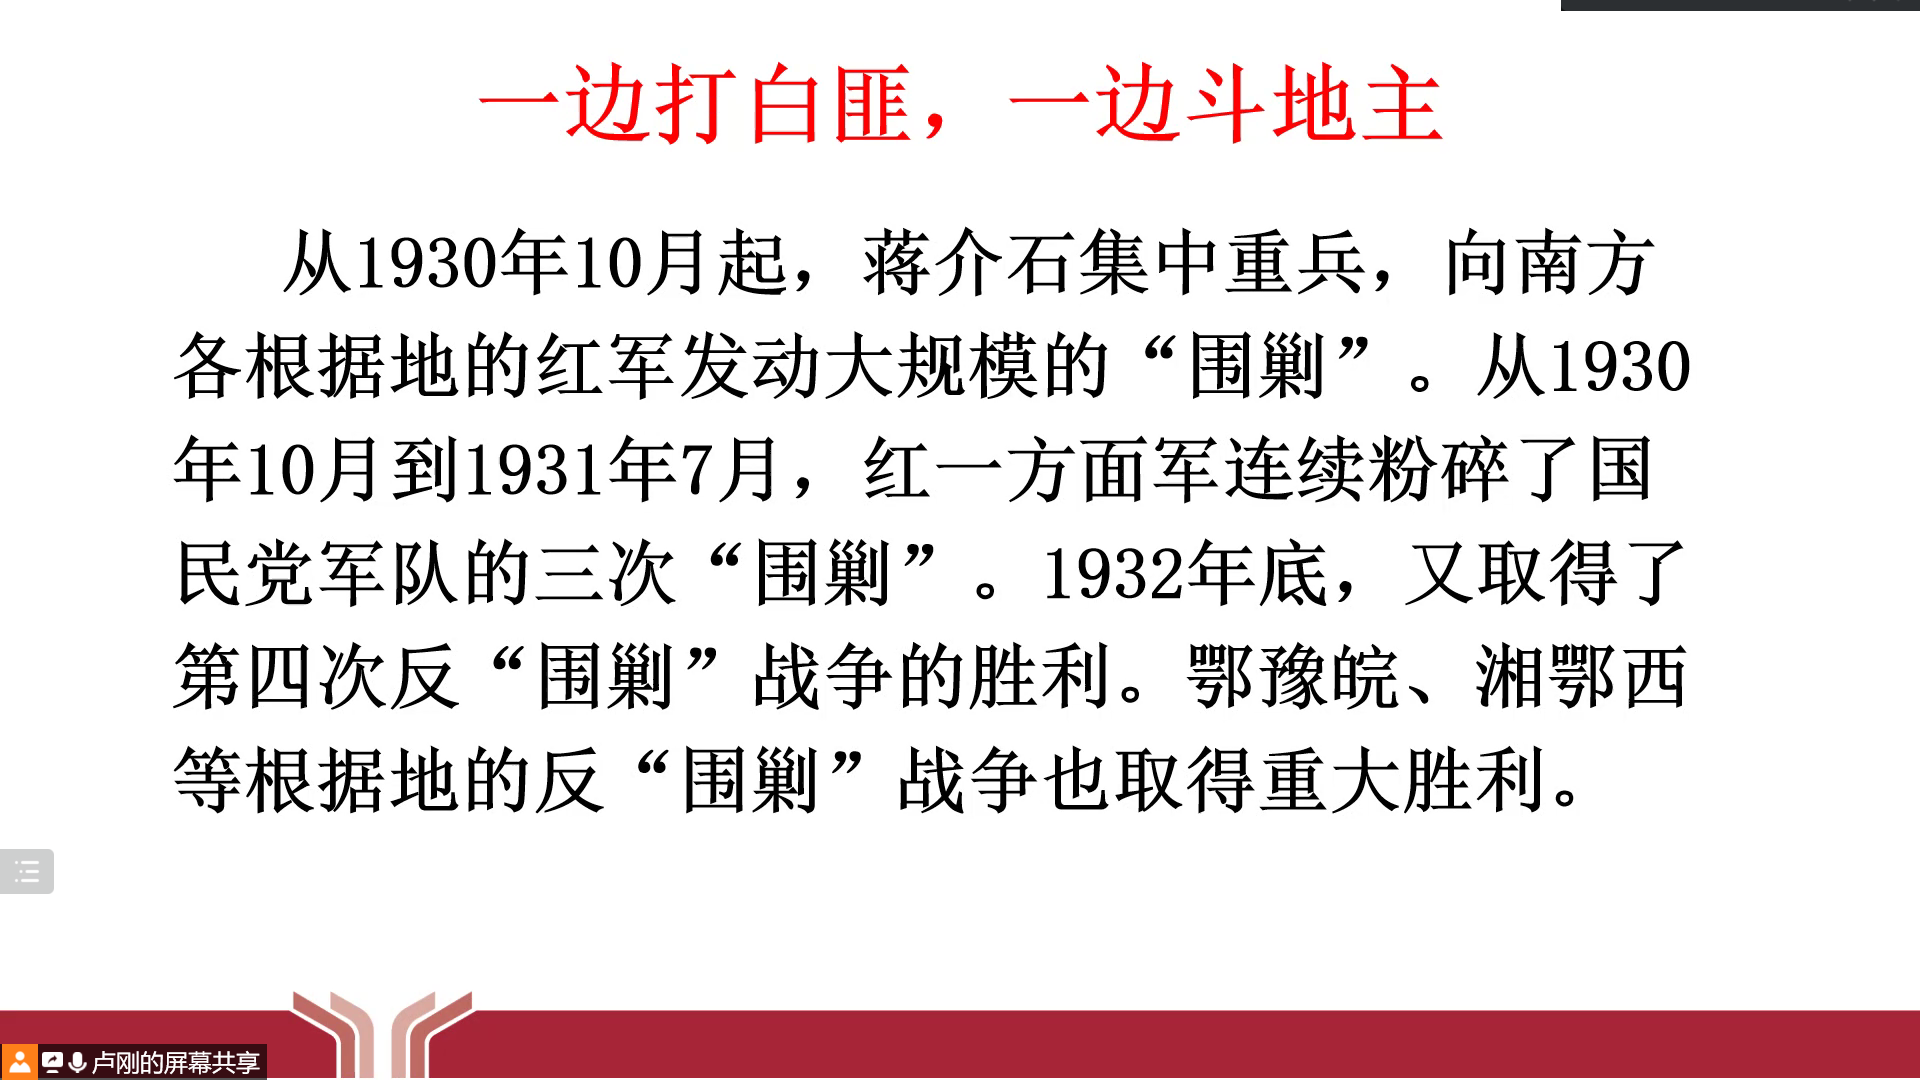 一边打白匪，一边斗地主
从1930年10月起，蒋介石集中重兵，向南方
各根据地的红军发动大规模的“围剿”。从1930
年10月到1931年7月，红一方面军连续粉碎了国
民党军队的三次“围剿”。1932年底，又取得了
第四次反“围剿”战争的胜利。鄂豫皖、湘鄂西
等根据地的反“围剿”战争也取得重大胜利。
卢刚的屏幕共享